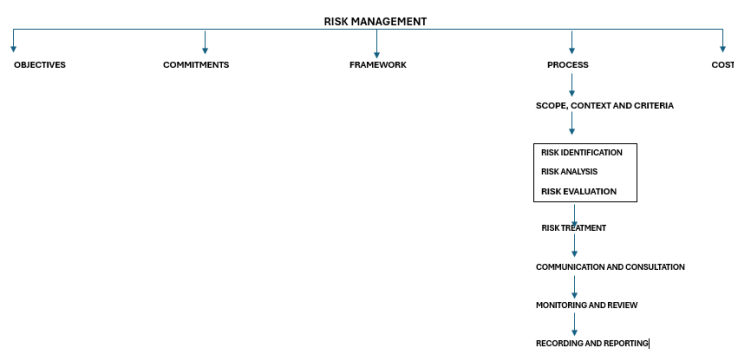 RISK MANAGEMENT
OBJECTIVES COMMITMENTS FRAMEWORK PROCESS COST
SCOPE, CONTEXT AND CRITERIA
RISK IDENTIFICATION
RISK ANALYSIS
RISK EVALUATION
RISK TREATMENT
COMMUNICATION AND CONSULTATION
MONITORING AND REVIEW
RECORDING AND REPORTING